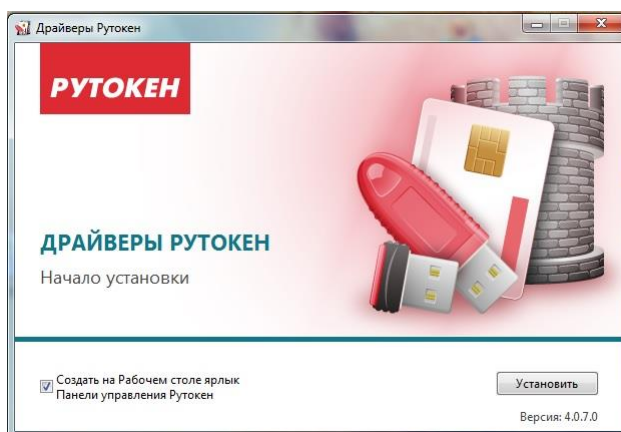 Драйверы Рутокен
РУТОКЕН
ДРАЙВЕРЫ РУТОКЕН
Начало установки
Создать на Рабочем столе ярлык
Панели управления Рутокен
Установить
Версия: 4.0.7.0